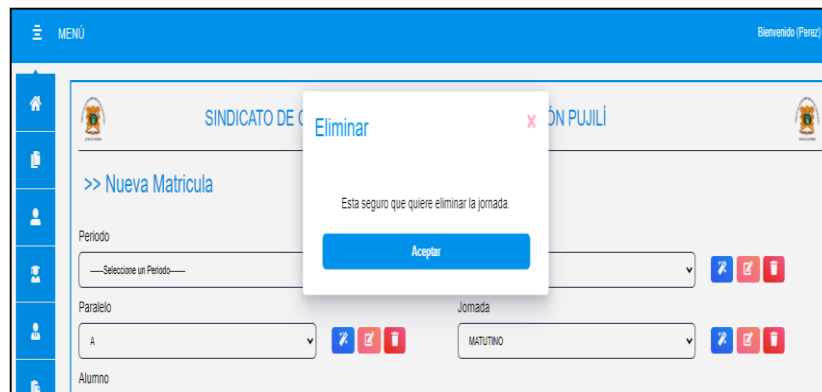 MENÚ
Bienvenido (Perez)
SINDICATO DE
ÓN PUJILÍ
Eliminar
X
>> Nueva Matricula
Esta seguro que quiere eliminar la jornada.
Aceptar
Periodo
-----Seleccione un Periodo-----
Paralelo
Jornada
A
MATUTINO
Alumno